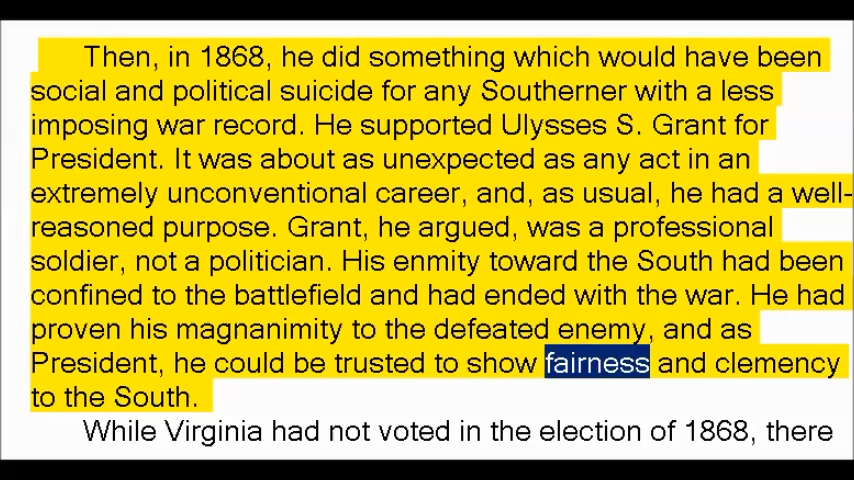 Then, in 1868, he did something which would have been
social and political suicide for any Southerner with a less
imposing war record. He supported Ulysses S. Grant for
President. It was about as unexpected as any act in an
extremely unconventional career, and, as usual, he had a well-
reasoned purpose. Grant, he argued, was a professional
soldier, not a politician. His enmity toward the South had been
confined to the battlefield and had ended with the war. He had
proven his magnanimity to the defeated enemy, and as
President, he could be trusted to show fairness and clemency
to the South.
While Virginia had not voted in the election of 1868, there